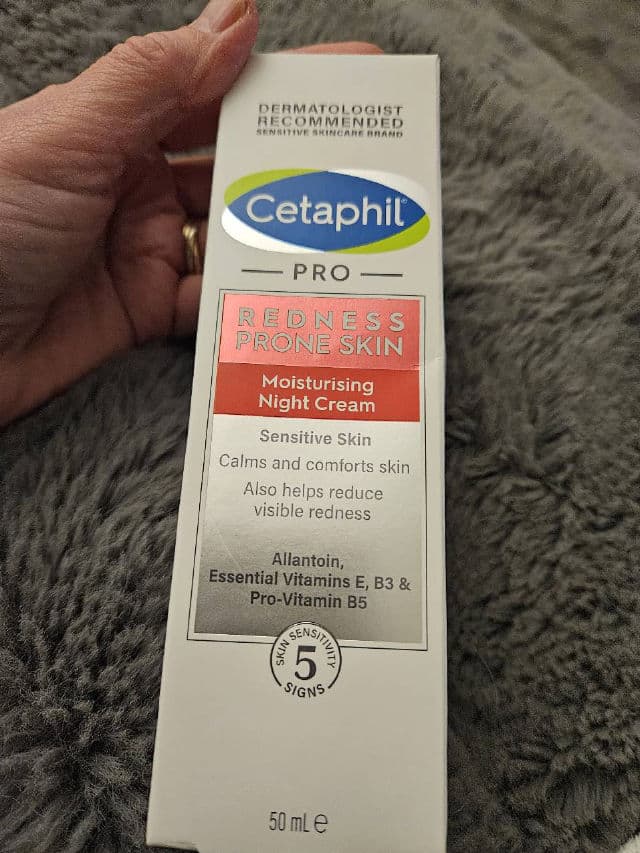 DERMATOLOGIST
RECOMMENDED
SENSITIVE SKINCARE BRAND
Cetaphil®
PRO
REDNESS
PRONE SKIN
Moisturising
Night Cream
Sensitive Skin
Calms and comforts skin
Also helps reduce
visible redness
Allantoin,
Essential Vitamins E, B3 &
Pro-Vitamin B5
SKIN SENSITIVITY
5
SIGNS
50 mL ℮